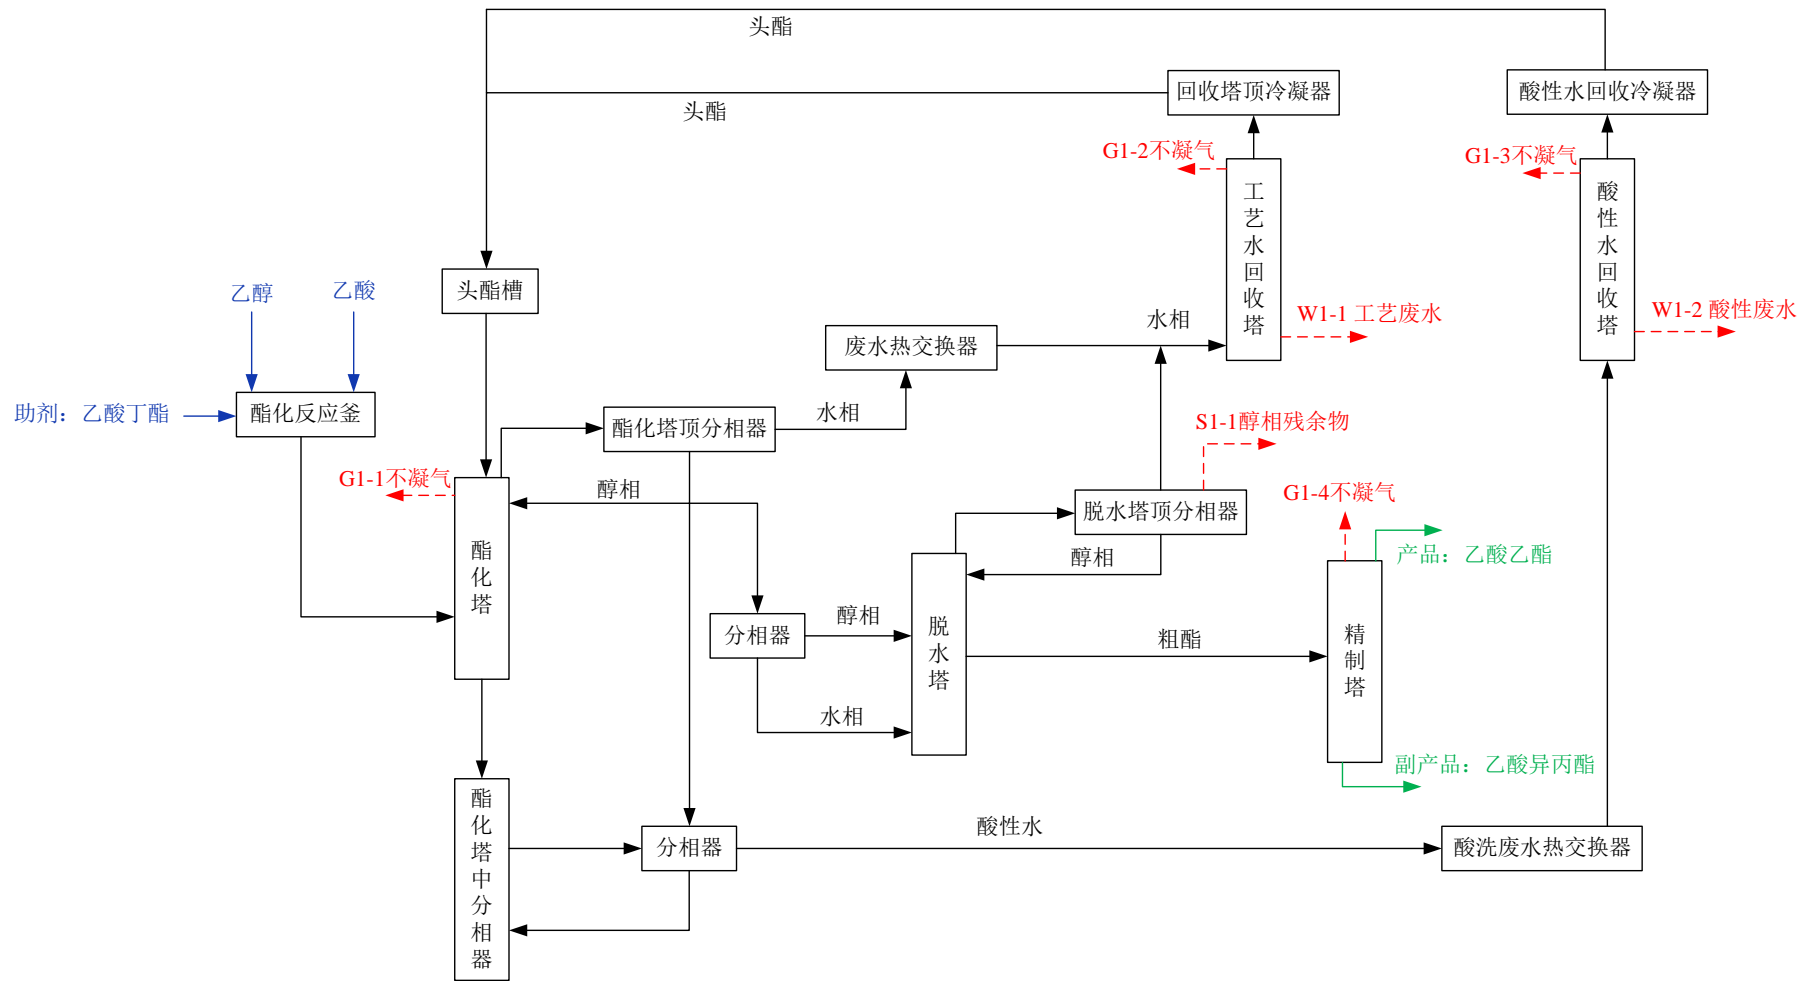 头酯
回收塔顶冷凝器
酸性水回收冷凝器
头酯
G1-2不凝气
G1-3不凝气
工艺水回收塔
酸性水回收塔
头酯槽
乙醇
乙酸
W1-1 工艺废水
W1-2 酸性废水
水相
废水热交换器
助剂：乙酸丁酯
酯化反应釜
酯化塔顶分相器
水相
S1-1醇相残余物
G1-1不凝气
醇相
脱水塔顶分相器
G1-4不凝气
酯化塔
醇相
产品：乙酸乙酯
分相器
醇相
脱水塔
粗酯
精制塔
水相
副产品：乙酸异丙酯
酯化塔中分相器
分相器
酸性水
酸洗废水热交换器